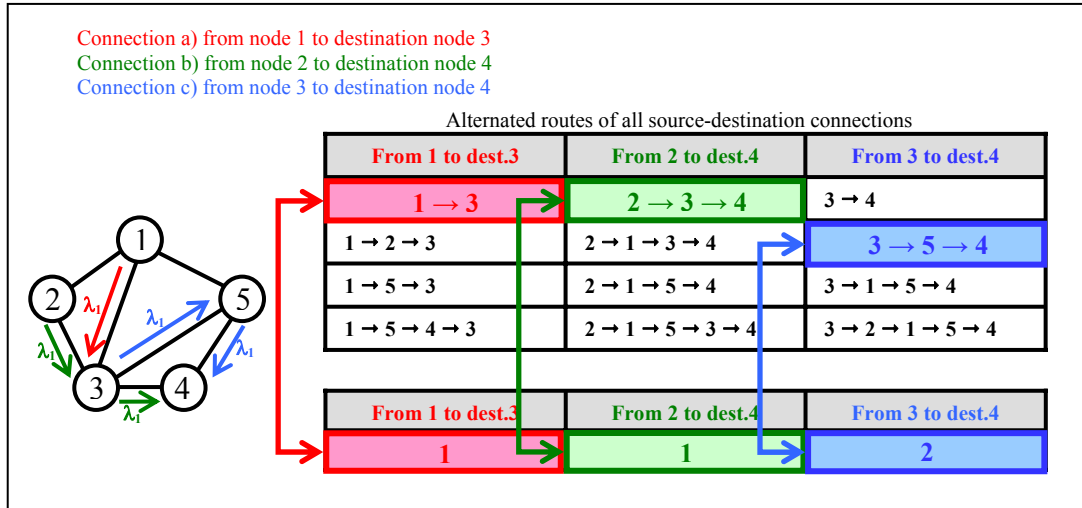 Connection a) from node 1 to destination node 3
Connection b) from node 2 to destination node 4
Connection c) from node 3 to destination node 4
Alternated routes of all source-destination connections
From 1 to dest.3 From 2 to dest.4 From 3 to dest.4
1 → 3 2 → 3 → 4 3 → 4
1 → 2 → 3 2 → 1 → 3 → 4 3 → 5 → 4
1 → 5 → 3 2 → 1 → 5 → 4 3 → 1 → 5 → 4
1 → 5 → 4 → 3 2 → 1 → 5 → 3 → 4 3 → 2 → 1 → 5 → 4
1
2 5
λ1 λ1
λ1 λ1
3 4
λ1
From 1 to dest.3 From 2 to dest.4 From 3 to dest.4
1 1 2